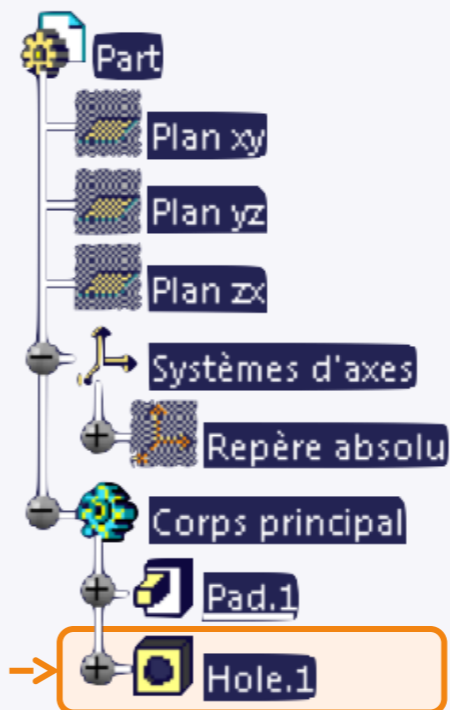 Part
Plan xy
Plan yz
Plan zx
Systèmes d'axes
Repère absolu
Corps principal
Pad.1
Hole.1